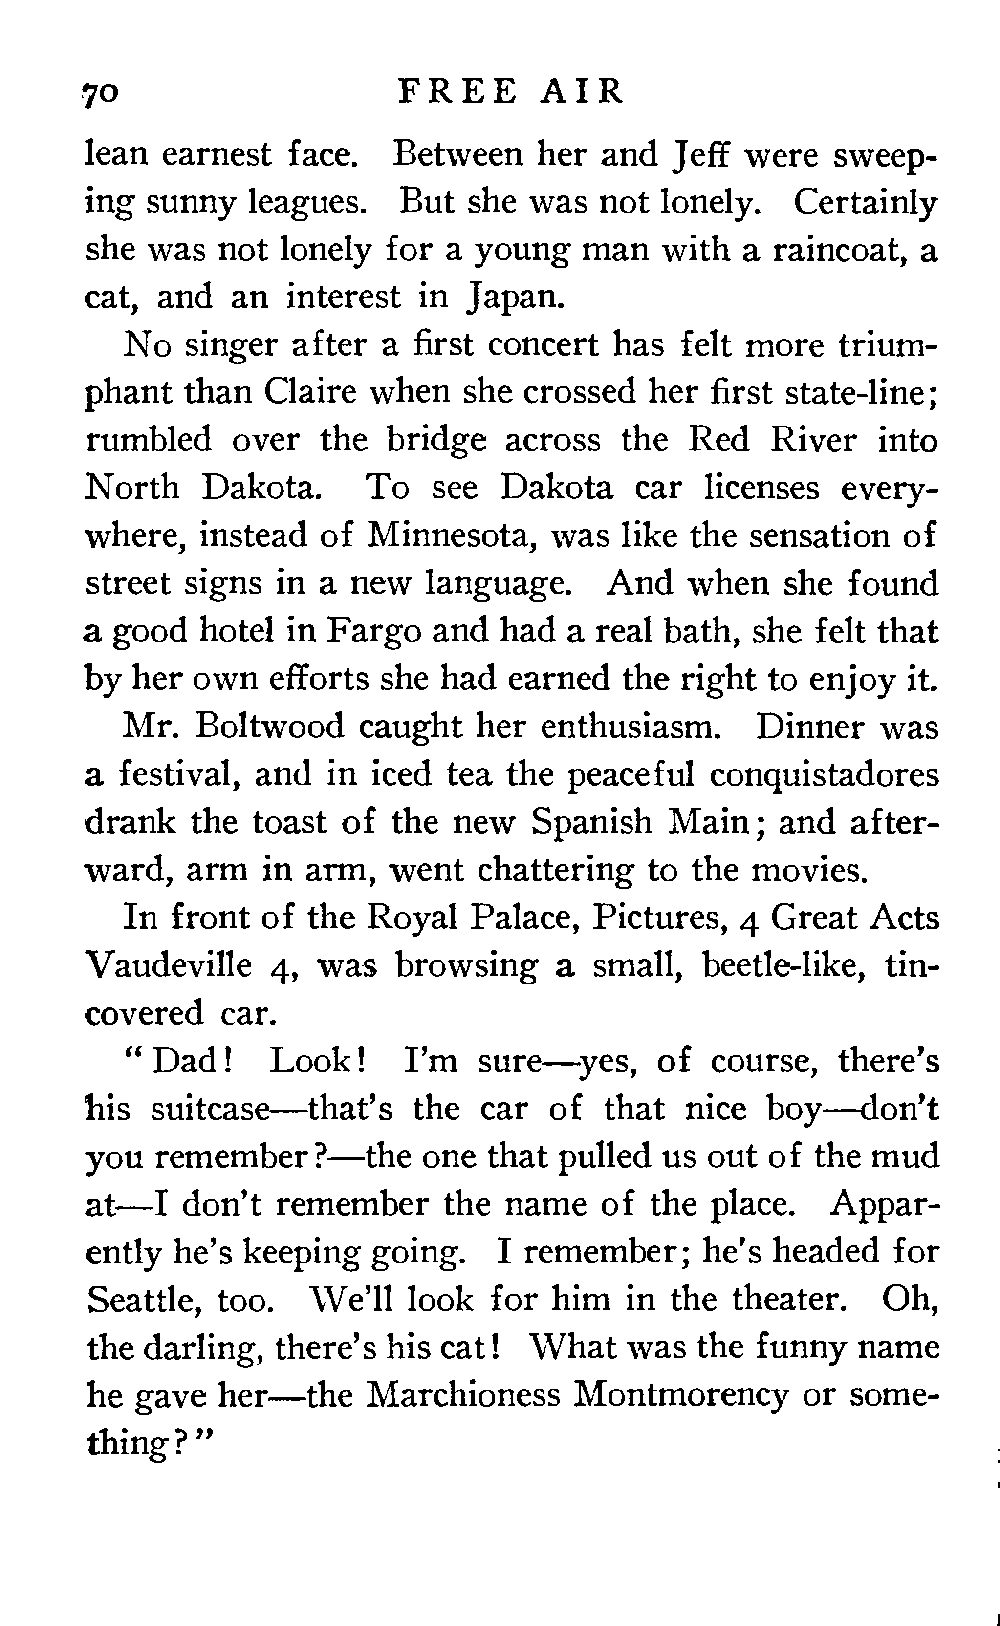 70 FREE AIR
lean earnest face. Between her and Jeff were sweep-
ing sunny leagues. But she was not lonely. Certainly
she was not lonely for a young man with a raincoat, a
cat, and an interest in Japan.
No singer after a first concert has felt more trium-
phant than Claire when she crossed her first state-line;
rumbled over the bridge across the Red River into
North Dakota. To see Dakota car licenses every-
where, instead of Minnesota, was like the sensation of
street signs in a new language. And when she found
a good hotel in Fargo and had a real bath, she felt that
by her own efforts she had earned the right to enjoy it.
Mr. Boltwood caught her enthusiasm. Dinner was
a festival, and in iced tea the peaceful conquistadores
drank the toast of the new Spanish Main; and after-
ward, arm in arm, went chattering to the movies.
In front of the Royal Palace, Pictures, 4 Great Acts
Vaudeville 4, was browsing a small, beetle-like, tin-
covered car.
"Dad! Look! I'm sure—yes, of course, there's
his suitcase—that's the car of that nice boy—don't
you remember?—the one that pulled us out of the mud
at—I don't remember the name of the place. Appar-
ently he's keeping going. I remember; he's headed for
Seattle, too. We'll look for him in the theater. Oh,
the darling, there's his cat! What was the funny name
he gave her—the Marchioness Montmorency or some-
thing?"